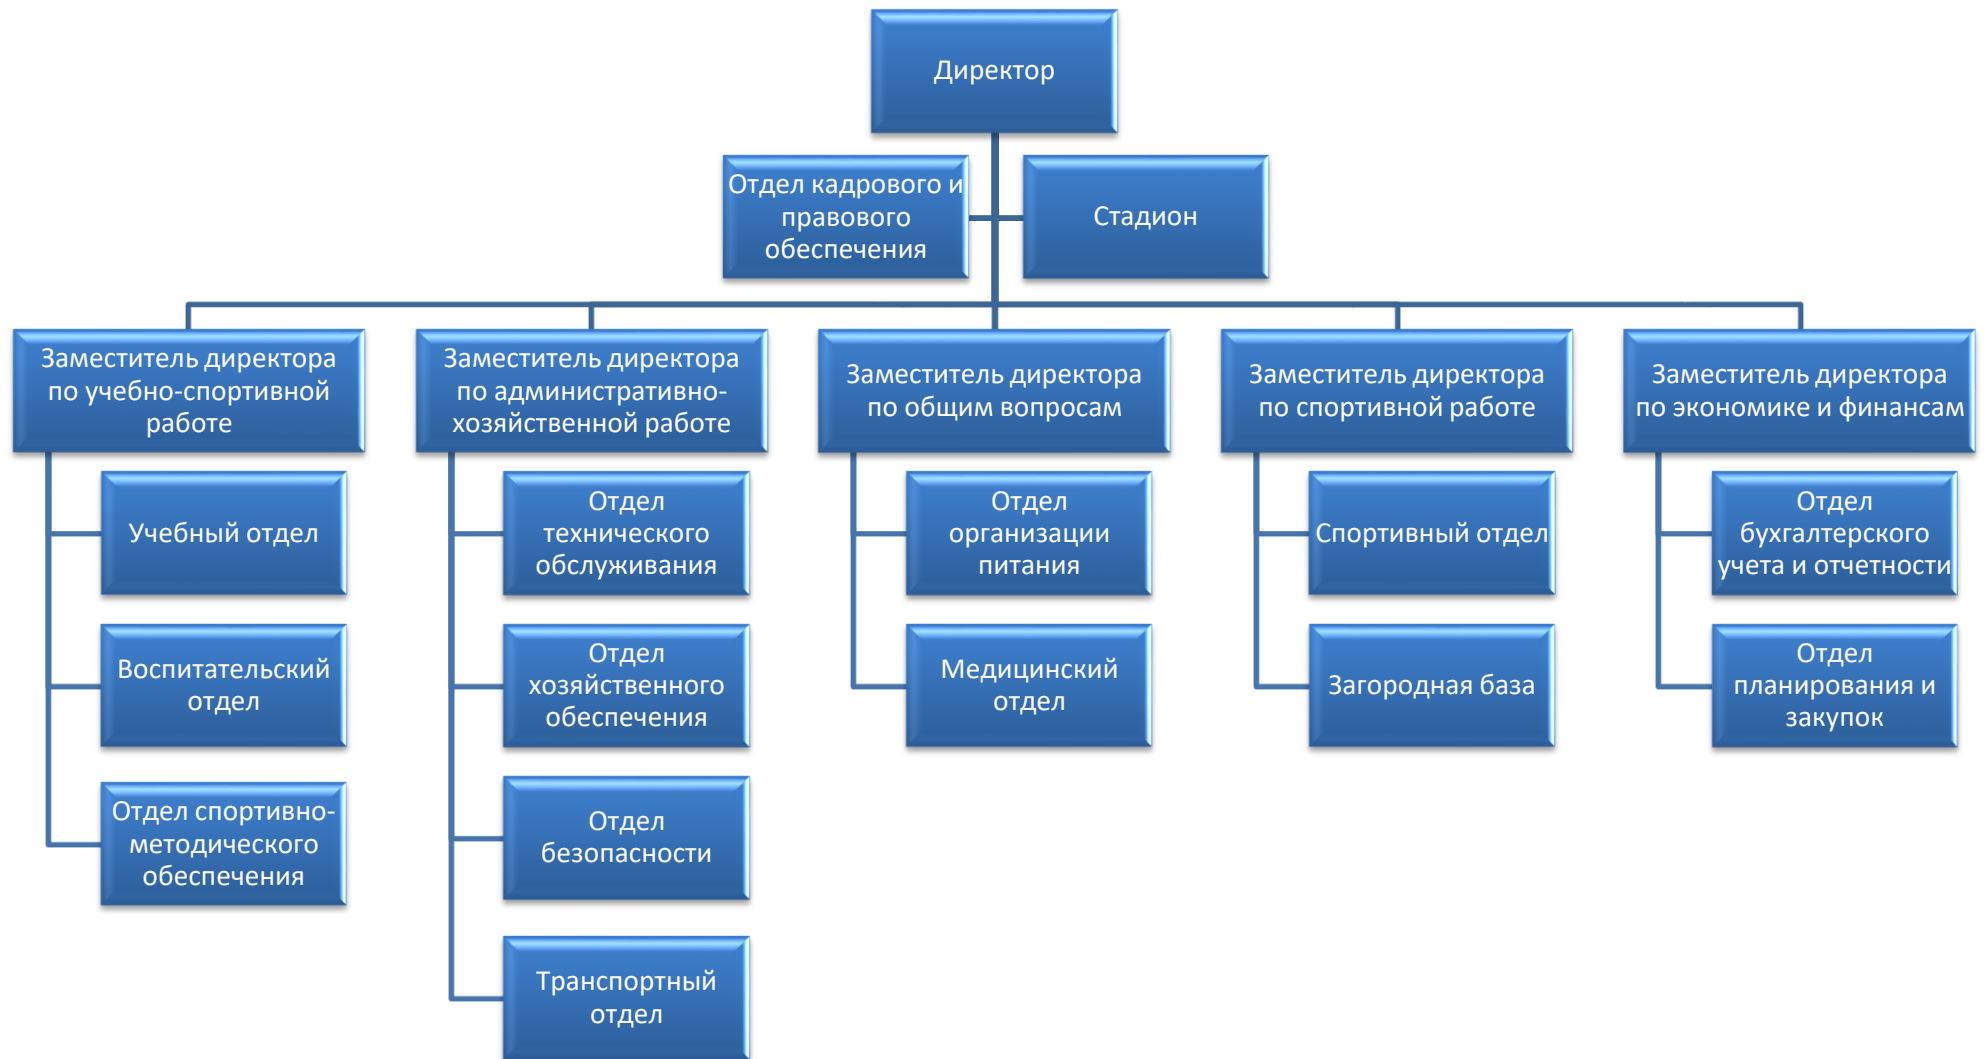 Директор
Отдел кадрового и
правового
обеспечения
Стадион
Заместитель директора
по учебно-спортивной
работе
Заместитель директора
по административно-
хозяйственной работе
Заместитель директора
по общим вопросам
Заместитель директора
по спортивной работе
Заместитель директора
по экономике и финансам
Учебный отдел
Отдел
технического
обслуживания
Отдел
организации
питания
Спортивный отдел
Отдел
бухгалтерского
учета и отчетности
Воспитательский
отдел
Отдел
хозяйственного
обеспечения
Медицинский
отдел
Загородная база
Отдел
планирования и
закупок
Отдел спортивно-
методического
обеспечения
Отдел
безопасности
Транспортный
отдел